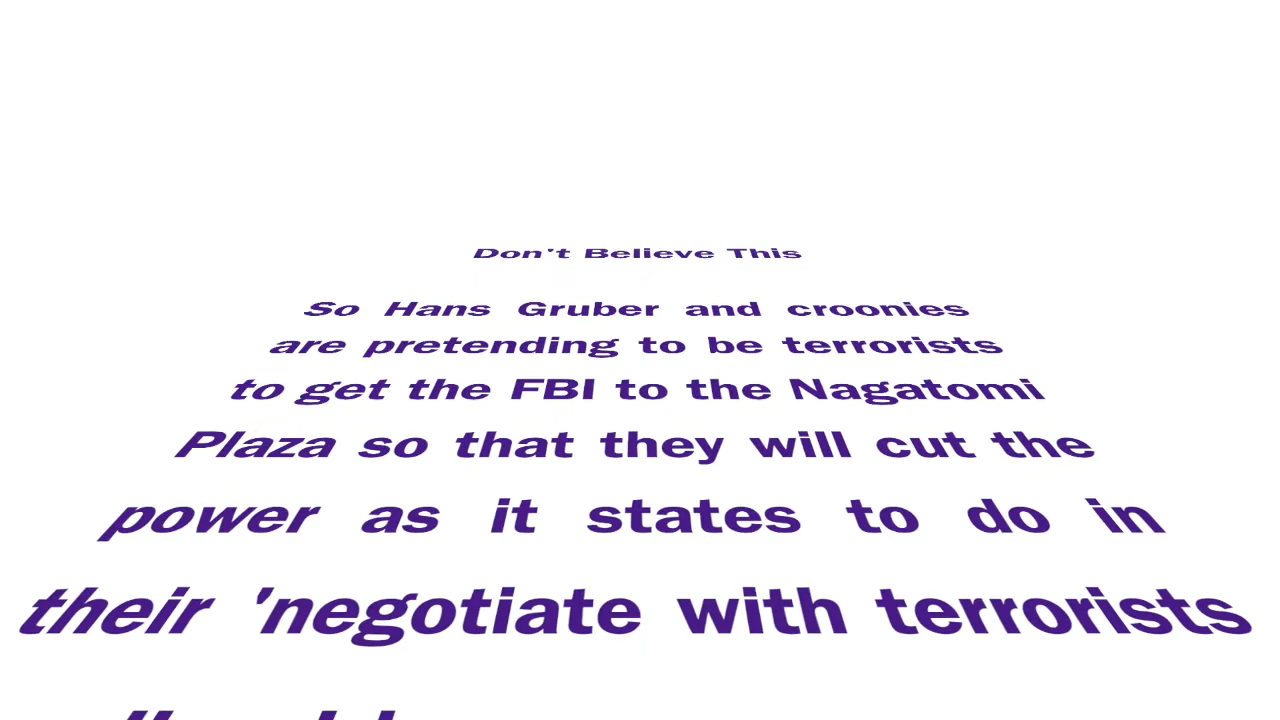 Don't Believe This
So Hans Gruber and croonies
are pretending to be terrorists
to get the FBI to the Nagatomi
Plaza so that they will cut the
power as it states to do in
their 'negotiate with terrorists